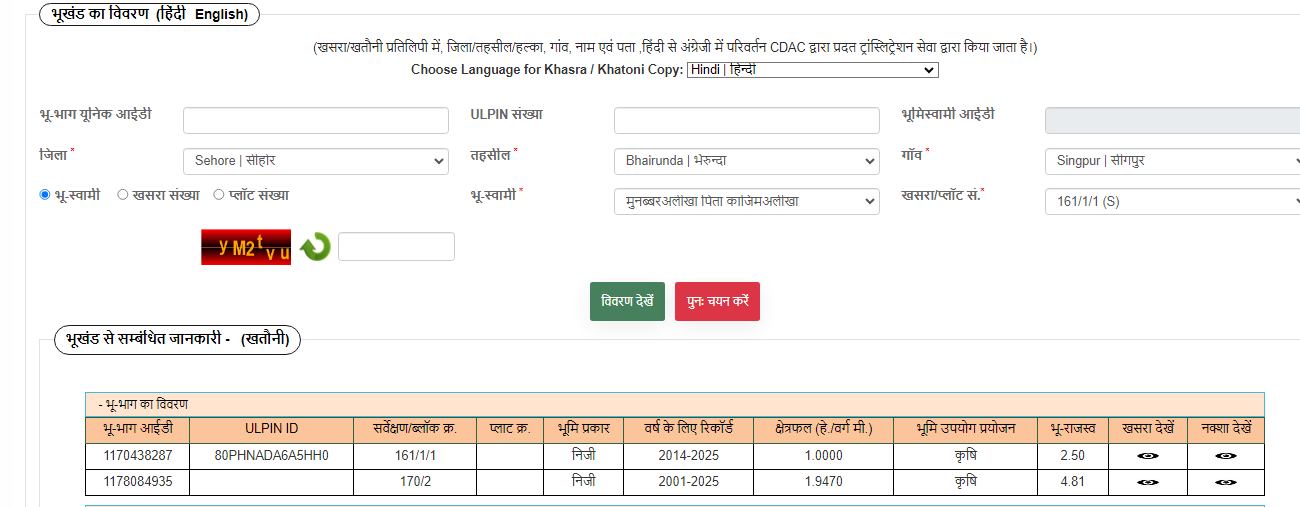 भूखंड का विवरण (हिंदी English)
(खसरा/खतौनी प्रतिलिपी में, जिला/तहसील/हल्का, गांव, नाम एवं पता ,हिंदी से अंग्रेजी में परिवर्तन CDAC द्वारा प्रदत ट्रांस्लिट्रेशन सेवा द्वारा किया जाता है।)
Choose Language for Khasra / Khatoni Copy: Hindi | हिन्दी
भू-भाग यूनिक आईडी ULPIN संख्या भूमिस्वामी आईडी
जिला * Sehore | सीहोर तहसील * Bhairunda | भेरुन्दा गाँव * Singpur | सींगपुर
भू-स्वामी खसरा संख्या प्लॉट संख्या भू-स्वामी * मुनब्बरअलीखा पिता काजिमअलीखा खसरा/प्लॉट सं.* 161/1/1 (S)
y M2 t v u
विवरण देखें पुनः चयन करें
भूखंड से सम्बंधित जानकारी - (खतौनी)
- भू-भाग का विवरण
भू-भाग आईडी ULPIN ID सर्वेक्षण/ब्लॉक क्र. प्लाट क्र. भूमि प्रकार वर्ष के लिए रिकॉर्ड क्षेत्रफल (हे./वर्ग मी.) भूमि उपयोग प्रयोजन भू-राजस्व खसरा देखें नक्शा देखें
1170438287 80PHNADA6A5HH0 161/1/1 निजी 2014-2025 1.0000 कृषि 2.50
1178084935 170/2 निजी 2001-2025 1.9470 कृषि 4.81